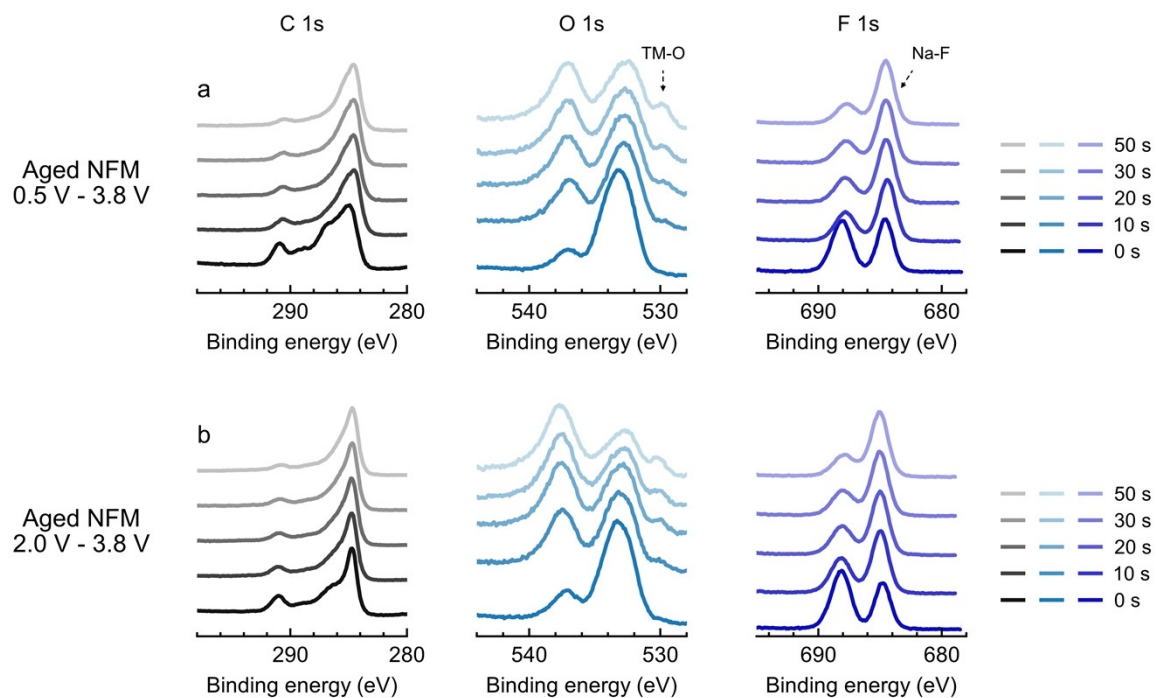 C 1s
O 1s
F 1s
TM-O
Na-F
a
Aged NFM
0.5 V - 3.8 V
50 s
30 s
20 s
10 s
0 s
290
280
540
530
690
680
Binding energy (eV)
Binding energy (eV)
Binding energy (eV)
b
Aged NFM
2.0 V - 3.8 V
50 s
30 s
20 s
10 s
0 s
290
280
540
530
690
680
Binding energy (eV)
Binding energy (eV)
Binding energy (eV)